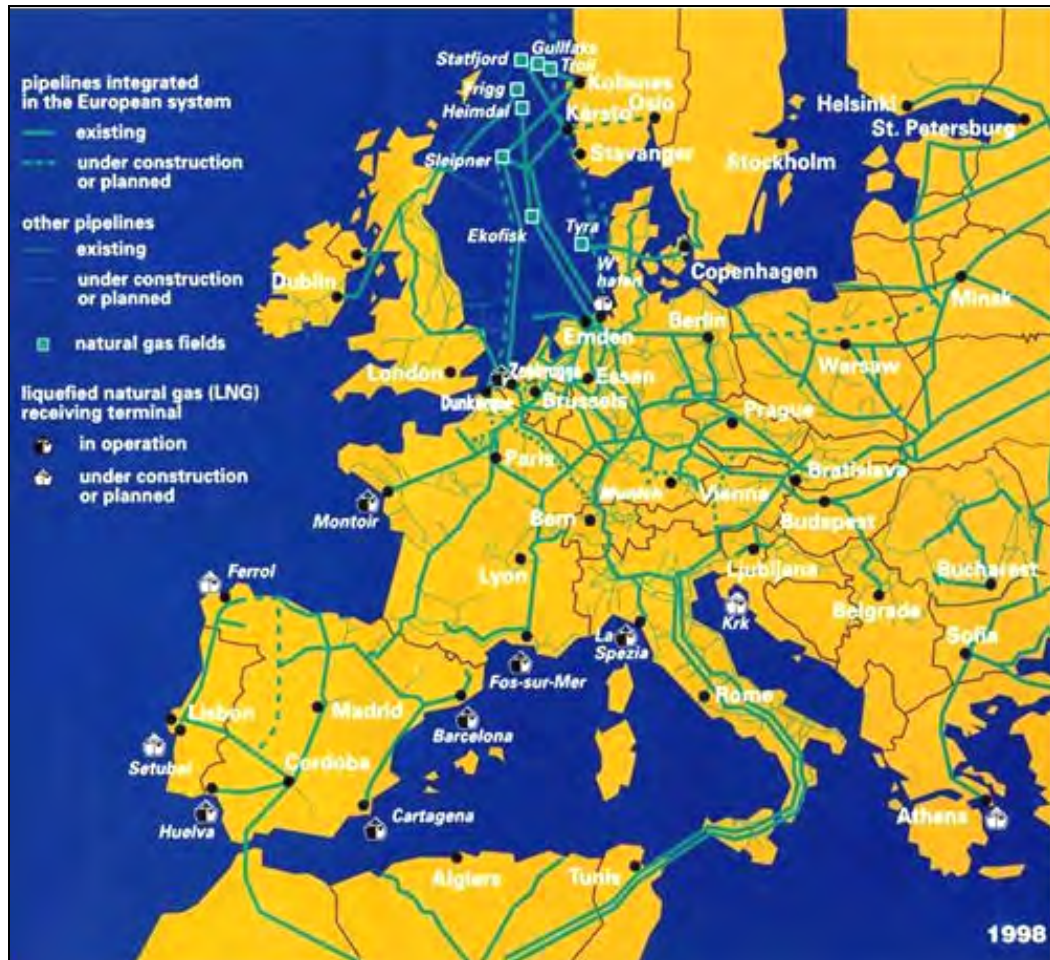 pipelines integrated
in the European system
existing
under construction
or planned
other pipelines
existing
under construction
or planned
natural gas fields
liquefied natural gas (LNG)
receiving terminal
in operation
under construction
or planned
Statfjord
Gullfaks
Troll
Frigg
Heimdal
Kollsnes
Kårsto
Oslo
Stavanger
Sleipner
Ekofisk
Tyra
W hafen
Helsinki
St. Petersburg
Stockholm
Copenhagen
Dublin
London
Emden
Berlin
Minsk
Warsaw
Zeebrugge
Essen
Dunkerque
Brussels
Prague
Paris
Montoir
Munich
Vienna
Bratislava
Bern
Budapest
Lyon
Ljubljana
Bucharest
Belgrade
Krk
Ferrol
La
Spezia
Sofia
Fos-sur-Mer
Lisbon
Madrid
Rome
Barcelona
Setubal
Cordoba
Huelva
Cartagena
Athens
Algiers
Tunis
1998